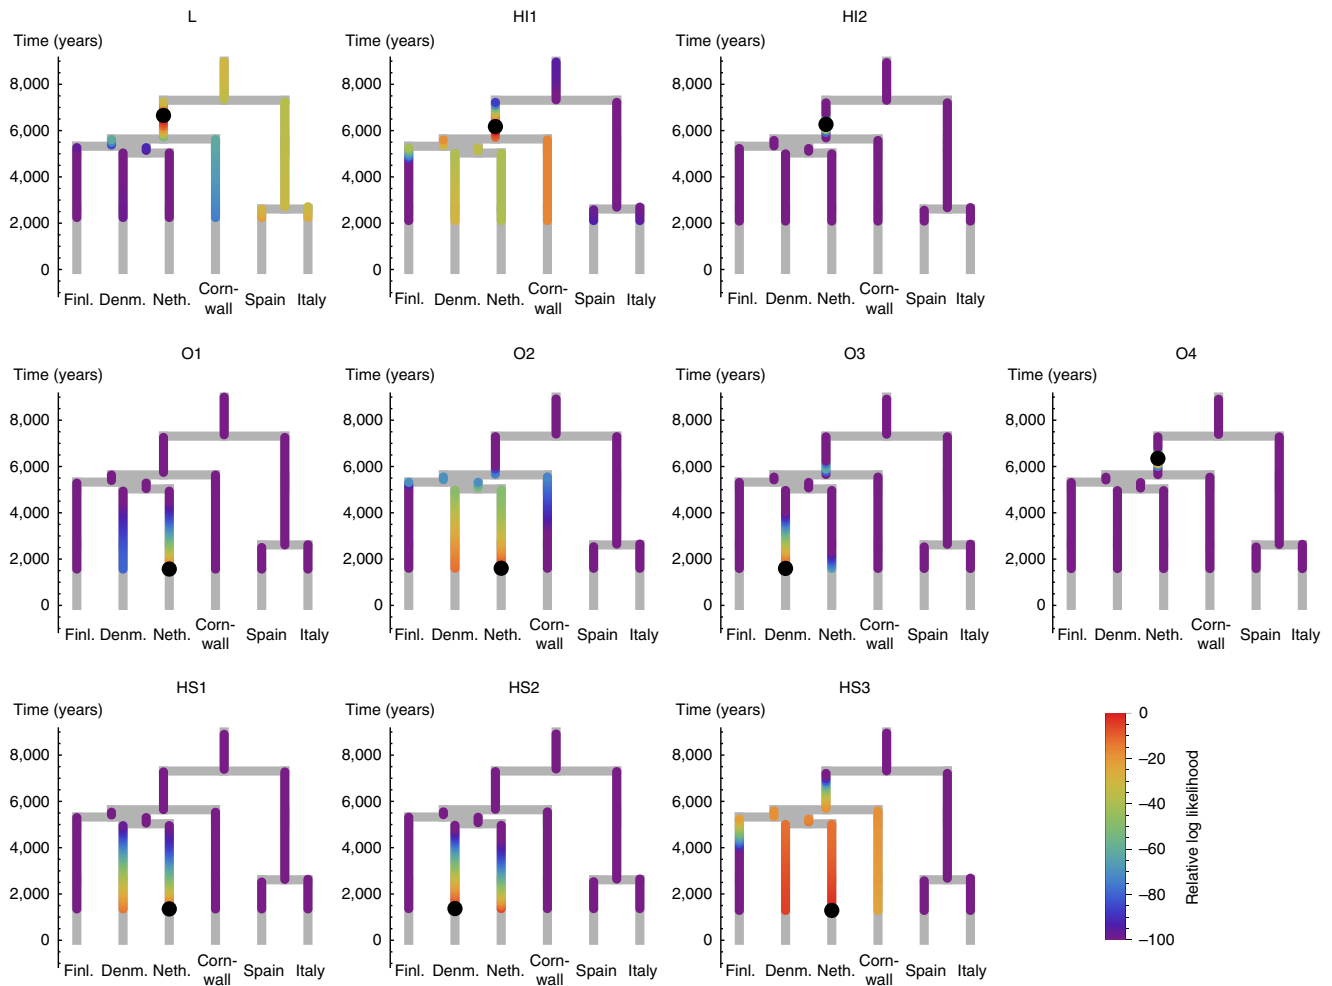 L
HI1
HI2
Time (years)
Time (years)
Time (years)
8,000
8,000
8,000
6,000
6,000
6,000
4,000
4,000
4,000
2,000
2,000
2,000
0
0
0
Finl. Denm. Neth. Corn-wall Spain Italy
Finl. Denm. Neth. Corn-wall Spain Italy
Finl. Denm. Neth. Corn-wall Spain Italy
O1
O2
O3
O4
Time (years)
Time (years)
Time (years)
Time (years)
8,000
8,000
8,000
8,000
6,000
6,000
6,000
6,000
4,000
4,000
4,000
4,000
2,000
2,000
2,000
2,000
0
0
0
0
Finl. Denm. Neth. Corn-wall Spain Italy
Finl. Denm. Neth. Corn-wall Spain Italy
Finl. Denm. Neth. Corn-wall Spain Italy
Finl. Denm. Neth. Corn-wall Spain Italy
HS1
HS2
HS3
Time (years)
Time (years)
Time (years)
8,000
8,000
8,000
6,000
6,000
6,000
4,000
4,000
4,000
2,000
2,000
2,000
0
0
0
Finl. Denm. Neth. Corn-wall Spain Italy
Finl. Denm. Neth. Corn-wall Spain Italy
Finl. Denm. Neth. Corn-wall Spain Italy
0
−20
−40
−60
−80
−100
Relative log likelihood